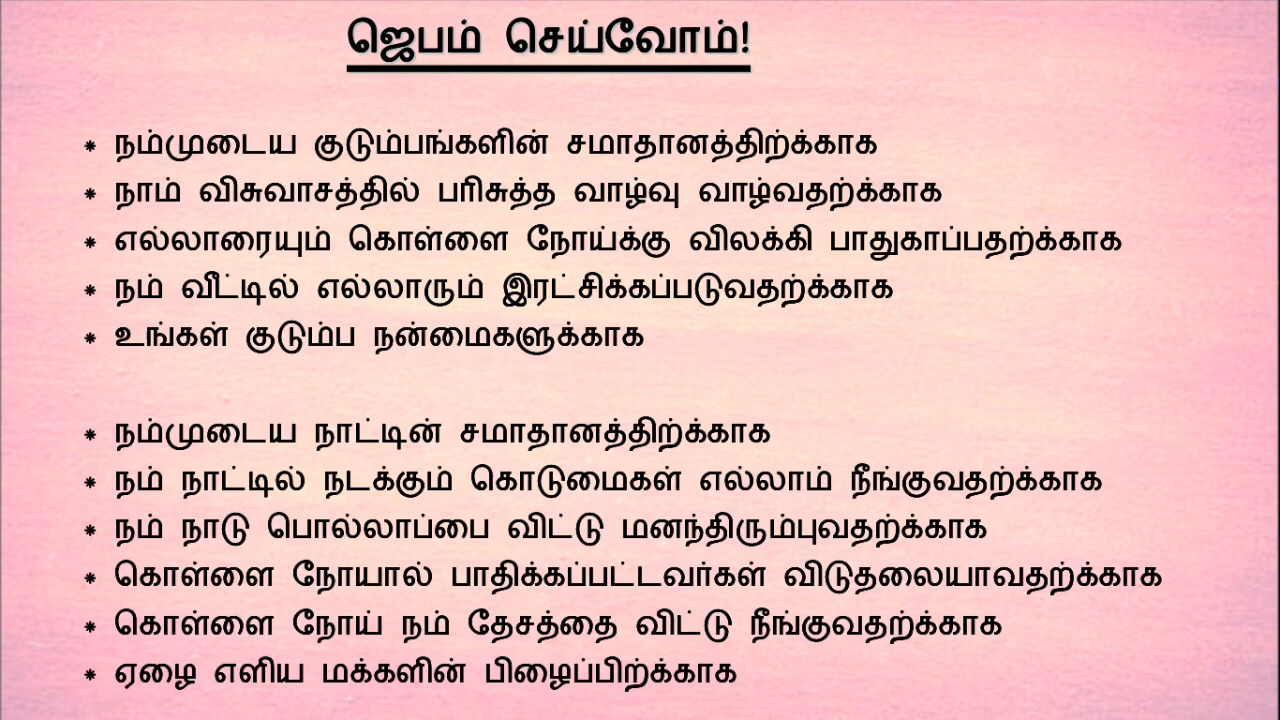 ஜெபம் செய்வோம்!
* நம்முடைய குடும்பங்களின் சமாதானத்திற்க்காக
* நாம் விசுவாசத்தில் பரிசுத்த வாழ்வு வாழ்வதற்க்காக
* எல்லாரையும் கொள்ளை நோய்க்கு விலக்கி பாதுகாப்பதற்க்காக
* நம் வீட்டில் எல்லாரும் இரட்சிக்கப்படுவதற்க்காக
* உங்கள் குடும்ப நன்மைகளுக்காக
* நம்முடைய நாட்டின் சமாதானத்திற்க்காக
* நம் நாட்டில் நடக்கும் கொடுமைகள் எல்லாம் நீங்குவதற்க்காக
* நம் நாடு பொல்லாப்பை விட்டு மனந்திரும்புவதற்க்காக
* கொள்ளை நோயால் பாதிக்கப்பட்டவர்கள் விடுதலையாவதற்க்காக
* கொள்ளை நோய் நம் தேசத்தை விட்டு நீங்குவதற்க்காக
* ஏழை எளிய மக்களின் பிழைப்பிற்க்காக